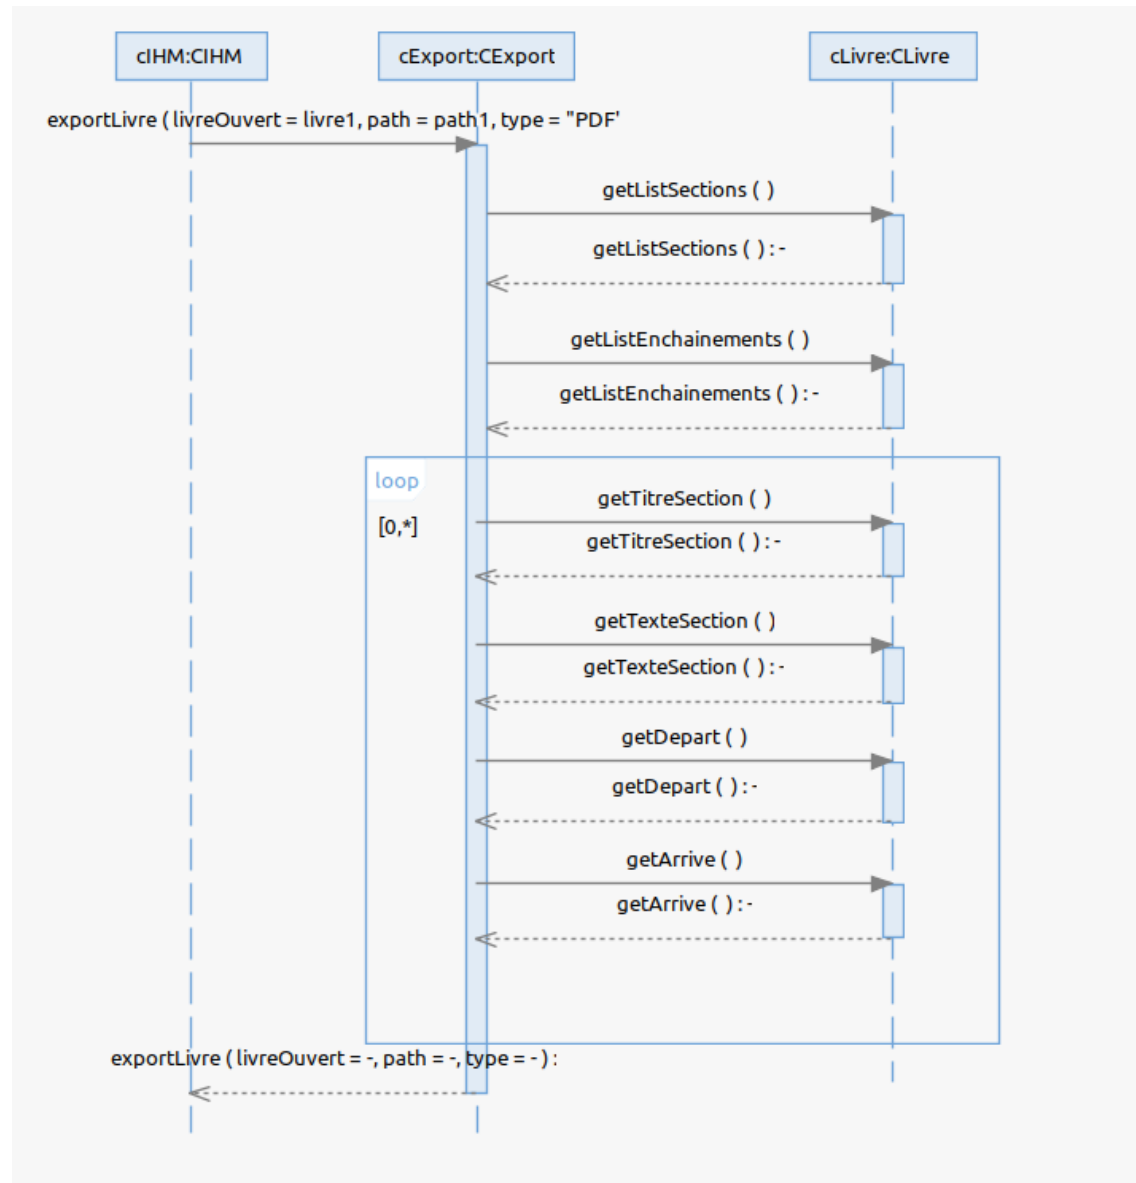 cIHM:CIHM
cExport:CExport
cLivre:CLivre
exportLivre ( livreOuvert = livre1, path = path1, type = "PDF'
getListSections ( )
getListSections ( ) : -
getListEnchainements ( )
getListEnchainements ( ) : -
loop
[0,*]
getTitreSection ( )
getTitreSection ( ) : -
getTexteSection ( )
getTexteSection ( ) : -
getDepart ( )
getDepart ( ) : -
getArrive ( )
getArrive ( ) : -
exportLivre ( livreOuvert = -, path = -, type = - ) :